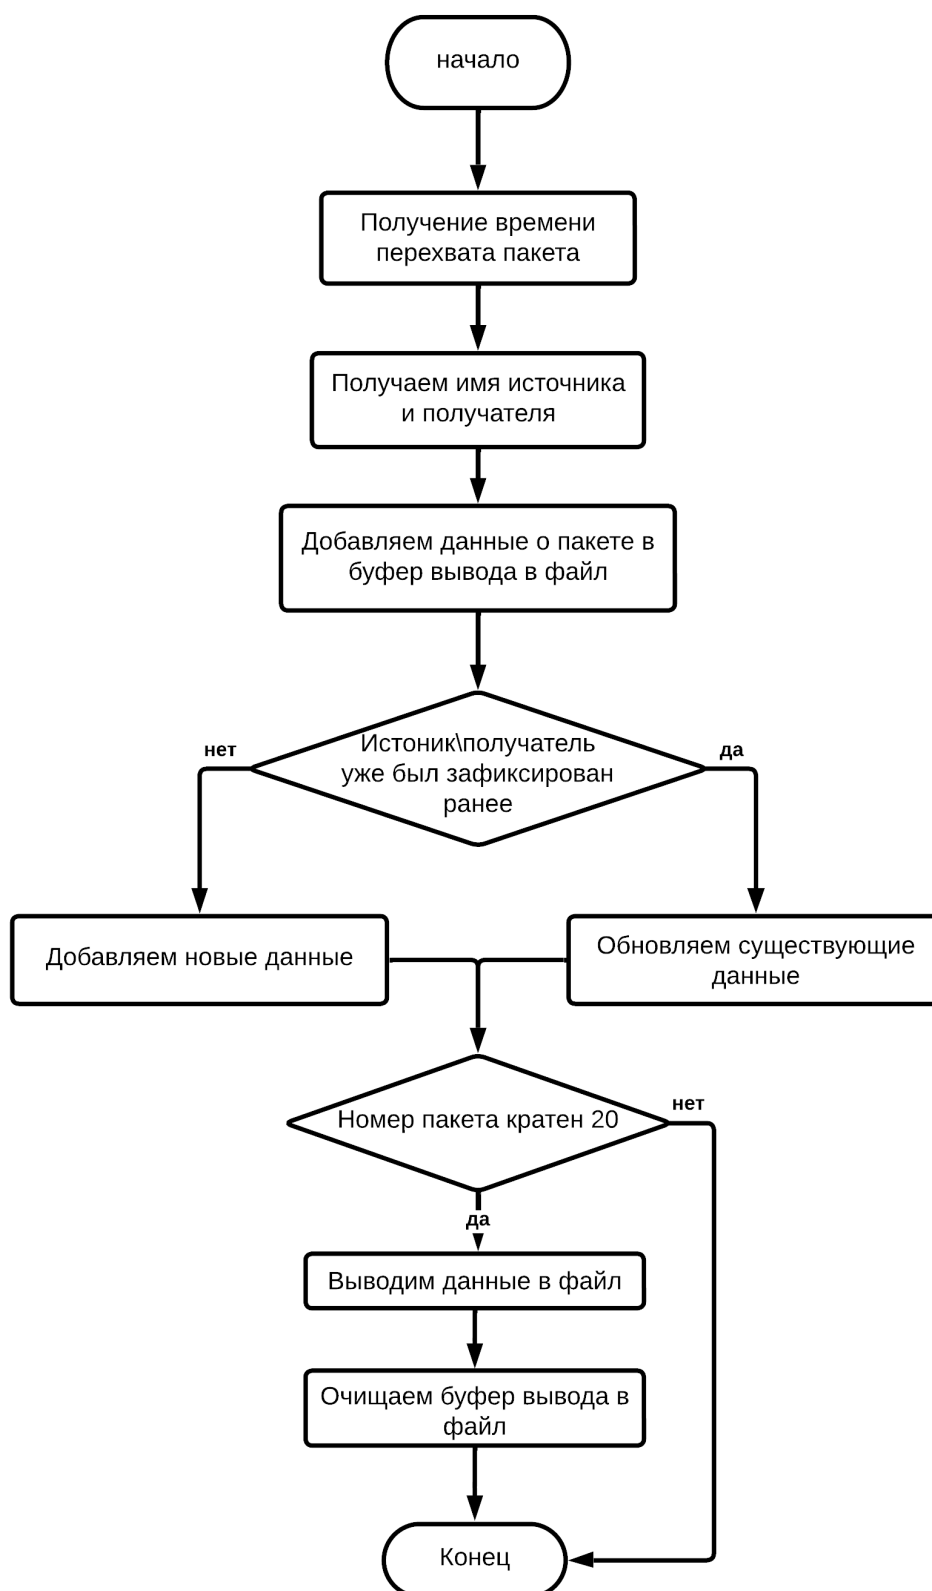 начало
Получение времени
перехвата пакета
Получаем имя источника
и получателя
Добавляем данные о пакете в
буфер вывода в файл
нет
Истоник\получатель
уже был зафиксирован
ранее
да
Добавляем новые данные
Обновляем существующие
данные
Номер пакета кратен 20
нет
да
Выводим данные в файл
Очищаем буфер вывода в
файл
Конец